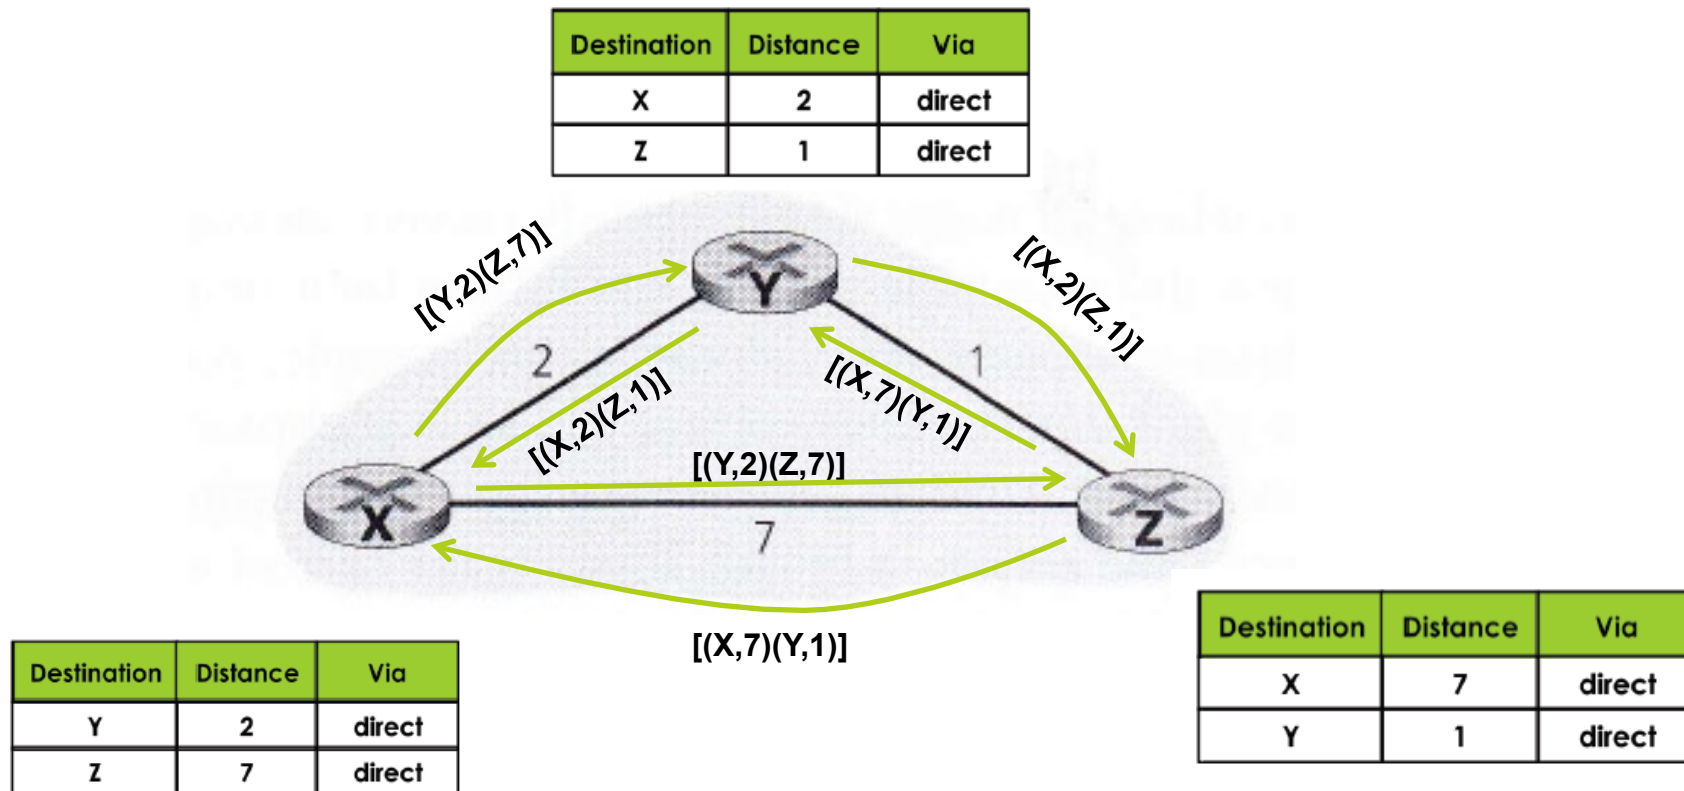 Destination Distance Via
X 2 direct
Z 1 direct
[(Y,2)(Z,7)]
[(X,2)(Z,1)]
Y
2
1
[(X,2)(Z,1)]
[(X,7)(Y,1)]
[(Y,2)(Z,7)]
X
7
Z
[(X,7)(Y,1)]
Destination Distance Via
X 7 direct
Y 1 direct
Destination Distance Via
Y 2 direct
Z 7 direct